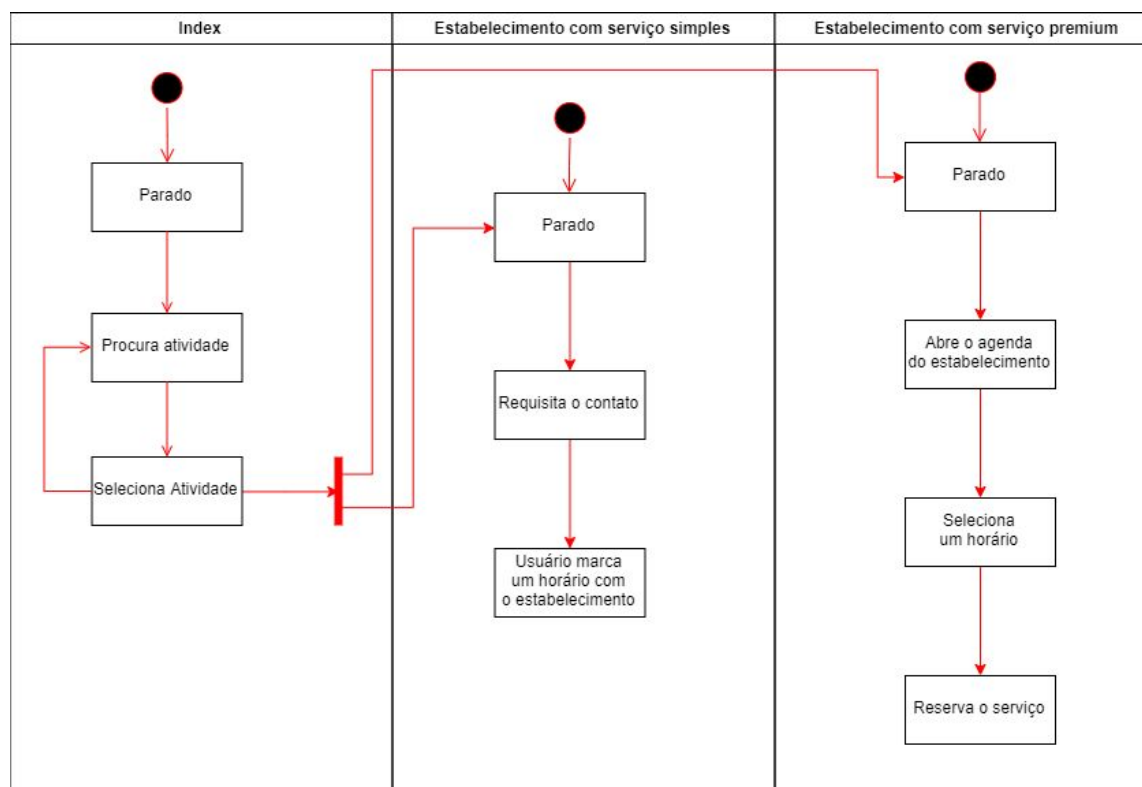 Index
Estabelecimento com serviço simples
Estabelecimento com serviço premium
Parado
Procura atividade
Seleciona Atividade
Parado
Requisita o contato
Usuário marca
um horário com
o estabelecimento
Parado
Abre o agenda
do estabelecimento
Seleciona
um horário
Reserva o serviço